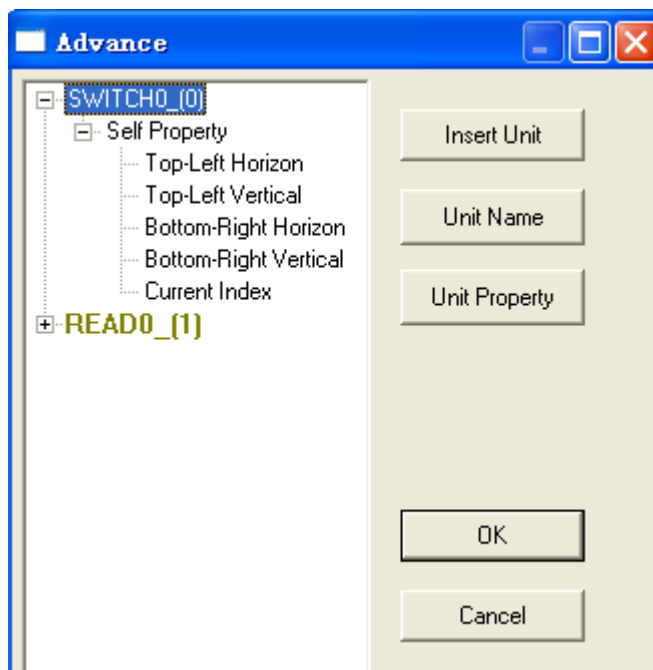 Advance
SWITCH0_(0)
Self Property
Top-Left Horizon
Top-Left Vertical
Bottom-Right Horizon
Bottom-Right Vertical
Current Index
READ0_(1)
Insert Unit
Unit Name
Unit Property
OK
Cancel